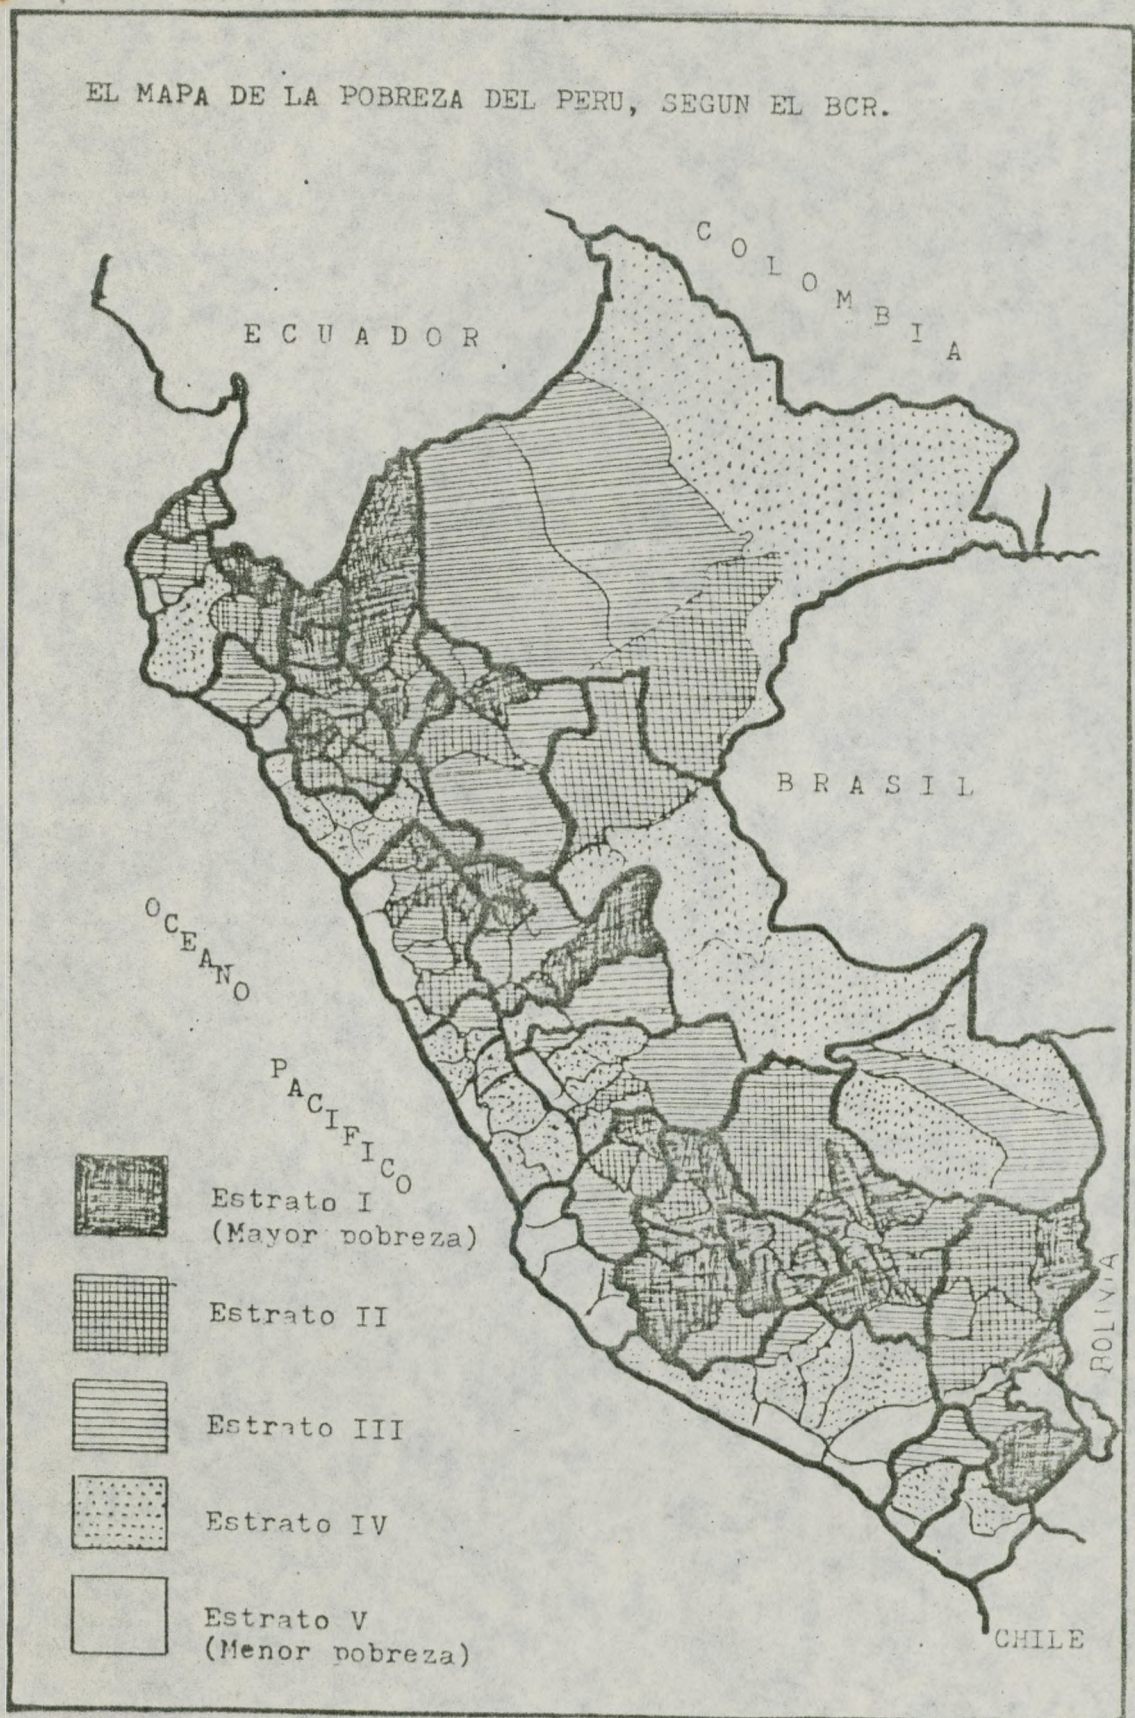 EL MAPA DE LA POBREZA DEL PERU, SEGUN EL BCR.
COLOMBIA
ECUADOR
BRASIL
OCEANO
PACIFICO
BOLIVIA
Estrato I
(Mayor pobreza)
Estrato II
Estrato III
Estrato IV
Estrato V
(Menor pobreza)
CHILE